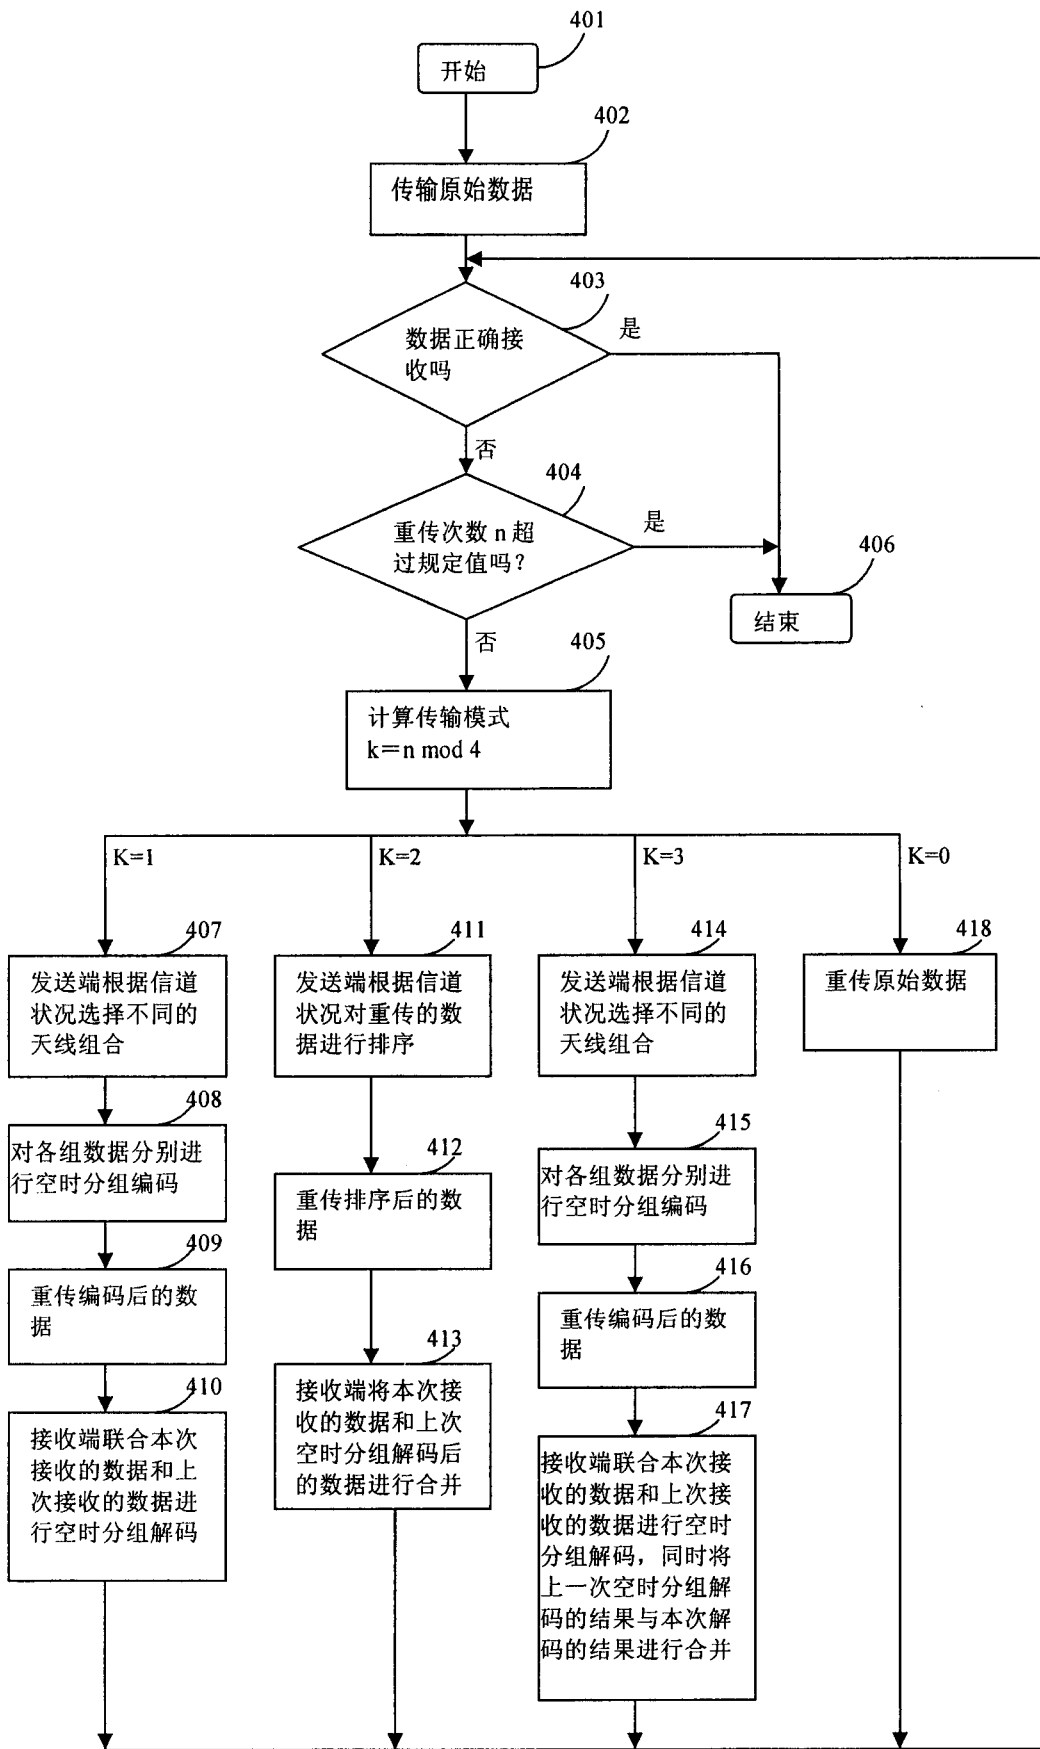 401
开始
402
传输原始数据
403
数据正确接
收吗
是
否
404
重传次数 n 超
过规定值吗？
是
406
结束
否
405
计算传输模式
k＝n mod 4
K=1
K=2
K=3
K=0
407
发送端根据信道
状况选择不同的
天线组合
408
对各组数据分别进
行空时分组编码
409
重传编码后的数
据
410
接收端联合本次
接收的数据和上
次接收的数据进
行空时分组解码
411
发送端根据信道
状况对重传的数
据进行排序
412
重传排序后的数
据
413
接收端将本次接
收的数据和上次
空时分组解码后
的数据进行合并
414
发送端根据信道
状况选择不同的
天线组合
415
对各组数据分别进
行空时分组编码
416
重传编码后的数
据
417
接收端联合本次接
收的数据和上次接
收的数据进行空时
分组解码，同时将
上一次空时分组解
码的结果与本次解
码的结果进行合并
418
重传原始数据